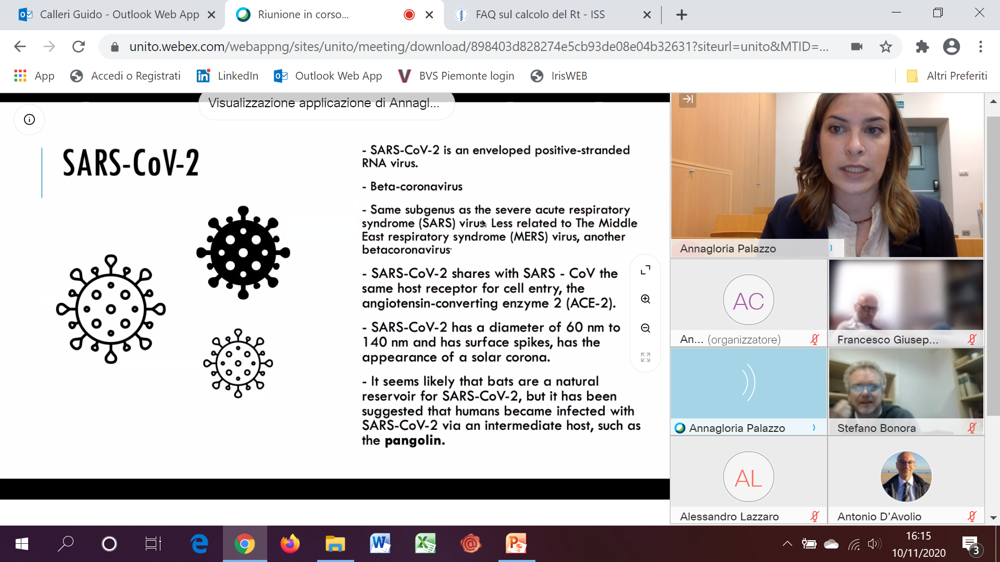 Calleri Guido - Outlook Web App
Riunione in corso...
FAQ sul calcolo del Rt - ISS
unito.webex.com/webappng/sites/unito/meeting/download/898403d828274e5cb93de08e04b32631?siteurl=unito&MTID=...
App
Accedi o Registrati
LinkedIn
Outlook Web App
BVS Piemonte login
IrisWEB
Altri Preferiti
Visualizzazione applicazione di Annagl...
SARS-CoV-2
- SARS-CoV-2 is an enveloped positive-stranded
RNA virus.
- Beta-coronavirus
- Same subgenus as the severe acute respiratory
syndrome (SARS) virus. Less related to The Middle
East respiratory syndrome (MERS) virus, another
betacoronavirus.
- SARS-CoV-2 shares with SARS - CoV the
same host receptor for cell entry, the
angiotensin-converting enzyme 2 (ACE-2).
- SARS-CoV-2 has a diameter of 60 nm to
140 nm and has surface spikes, has the
appearance of a solar corona.
- It seems likely that bats are a natural
reservoir for SARS-CoV-2, but it has been
suggested that humans became infected with
SARS-CoV-2 via an intermediate host, such as
the pangolin.
Annagloria Palazzo
AC
An... (organizzatore)
Francesco Giusep...
Annagloria Palazzo
Stefano Bonora
AL
Alessandro Lazzaro
Antonio D'Avolio
16:15
10/11/2020
3